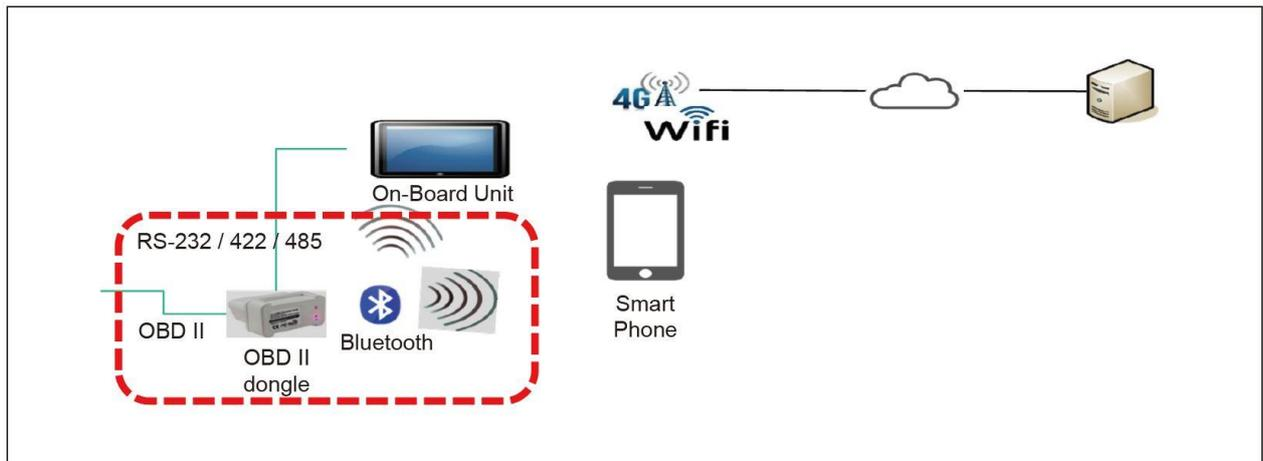 4G
Wifi
On-Board Unit
RS-232 / 422 / 485
OBD II
OBD II
dongle
Bluetooth
Smart
Phone